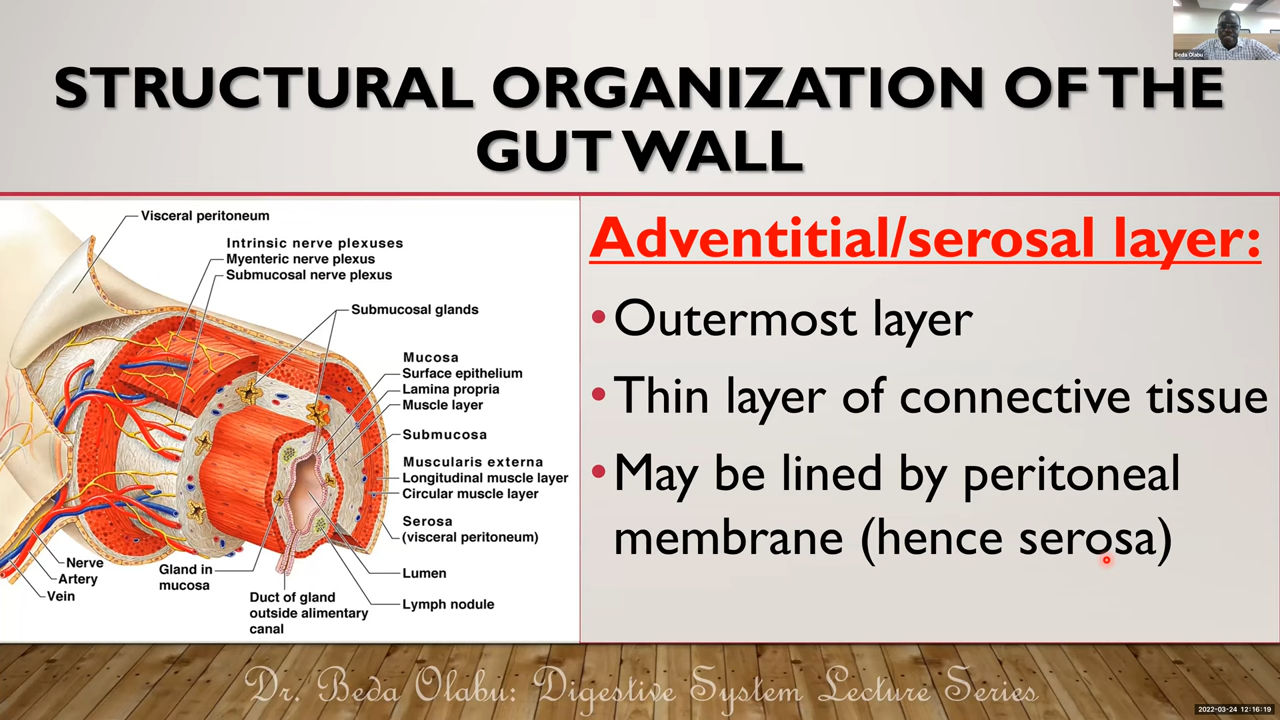 Beda Olabu
STRUCTURAL ORGANIZATION OF THE
GUT WALL
Visceral peritoneum
Intrinsic nerve plexuses
Myenteric nerve plexus
Submucosal nerve plexus
Submucosal glands
Mucosa
Surface epithelium
Lamina propria
Muscle layer
Submucosa
Muscularis externa
Longitudinal muscle layer
Circular muscle layer
Serosa
(visceral peritoneum)
Nerve
Artery
Vein
Gland in
mucosa
Duct of gland
outside alimentary
canal
Lumen
Lymph nodule
Adventitial/serosal layer:
•Outermost layer
•Thin layer of connective tissue
•May be lined by peritoneal
membrane (hence serosa)
Dr. Beda Olabu: Digestive System Lecture Series
2022-03-24 12:16:19